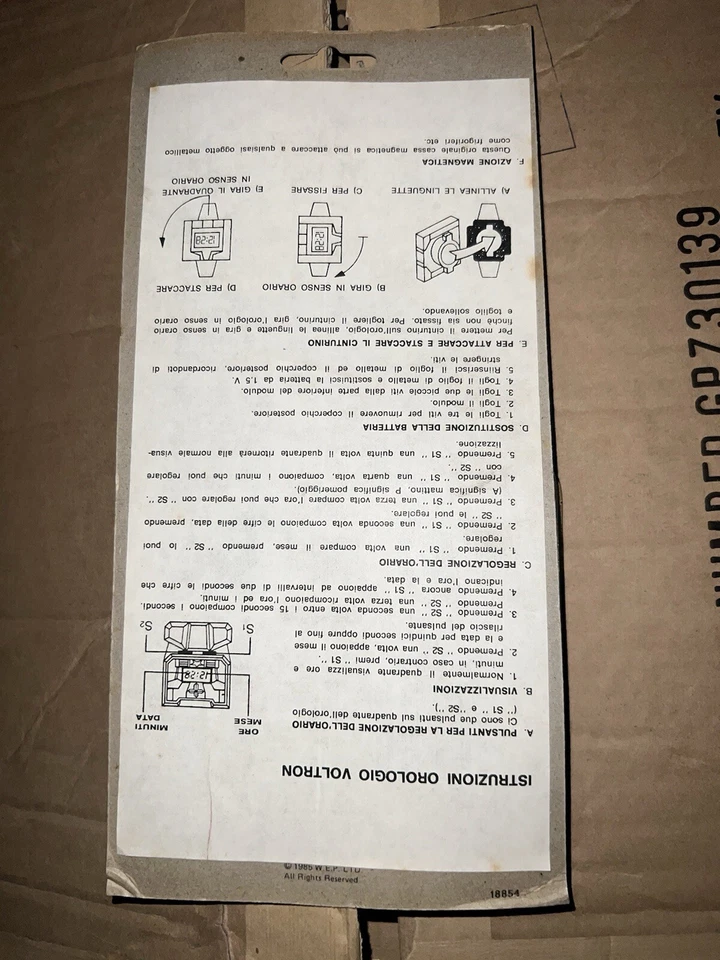 ISTRUZIONI OROLOGIO VOLTRON
A. PULSANTI PER LA REGOLAZIONE DELL'ORARIO
Ci sono due pulsanti sul quadrante dell'orologio
('' S1 '' e ''S2 '').
ORE
MESE
MINUTI
DATA
12:28
S1
S2
B. VISUALIZZAZIONI
1. Normalmente il quadrante visualizza ore e
minuti, in caso contrario, premi '' S1 ''.
2. Premendo '' S2 '' una volta, appaiono il mese
e la data per quindici secondi oppure fino al
rilascio del pulsante.
3. Premendo '' S2 '' una seconda volta entro i 15 secondi compaiono i secondi.
Premendo '' S2 '' una terza volta ricompaiono l'ora ed i minuti.
4. Premendo ancora '' S1 '' appaiono ad intervalli di due secondi le cifre che
indicano l'ora e la data.
C. REGOLAZIONE DELL'ORARIO
1. Premendo '' S1 '' una volta compare il mese, premendo '' S2 '' lo puoi
regolare.
2. Premendo '' S1 '' una seconda volta compaiono le cifre della data, premendo
'' S2 '' le puoi regolare.
3. Premendo '' S1 '' una terza volta compare l'ora che puoi regolare con '' S2 ''.
(A significa mattino, P significa pomeriggio).
4. Premendo '' S1 '' una quarta volta, compaiono i minuti che puoi regolare
con '' S2 ''.
5. Premendo '' S1 '' una quinta volta il quadrante ritornerà alla normale visua-
lizzazione.
D. SOSTITUZIONE DELLA BATTERIA
1. Togli le tre viti per rimuovere il coperchio posteriore.
2. Togli il modulo.
3. Togli le due piccole viti dalla parte inferiore del modulo.
4. Togli il foglio di metallo e sostituisci la batteria da 1,5 V.
5. Riinserisci il foglio di metallo ed il coperchio posteriore, ricordandoti di
stringere le viti.
E. PER ATTACCARE E STACCARE IL CINTURINO
Per mettere il cinturino sull'orologio, allinea le linguette e gira in senso orario
finchè non sia fissato. Per togliere il cinturino, gira l'orologio in senso orario
e toglilo sollevando.
B) GIRA IN SENSO ORARIO
D) PER STACCARE
12:28
12:28
A) ALLINEA LE LINGUETTE
C) PER FISSARE
E) GIRA IL QUADRANTE
IN SENSO ORARIO
F. AZIONE MAGNETICA
Questa originale cassa magnetica si può attaccare a qualsiasi oggetto metallico
come frigoriferi etc.
© 1985 W.E.P. LTD.
All Rights Reserved
18854
NUMBER GPZ30139